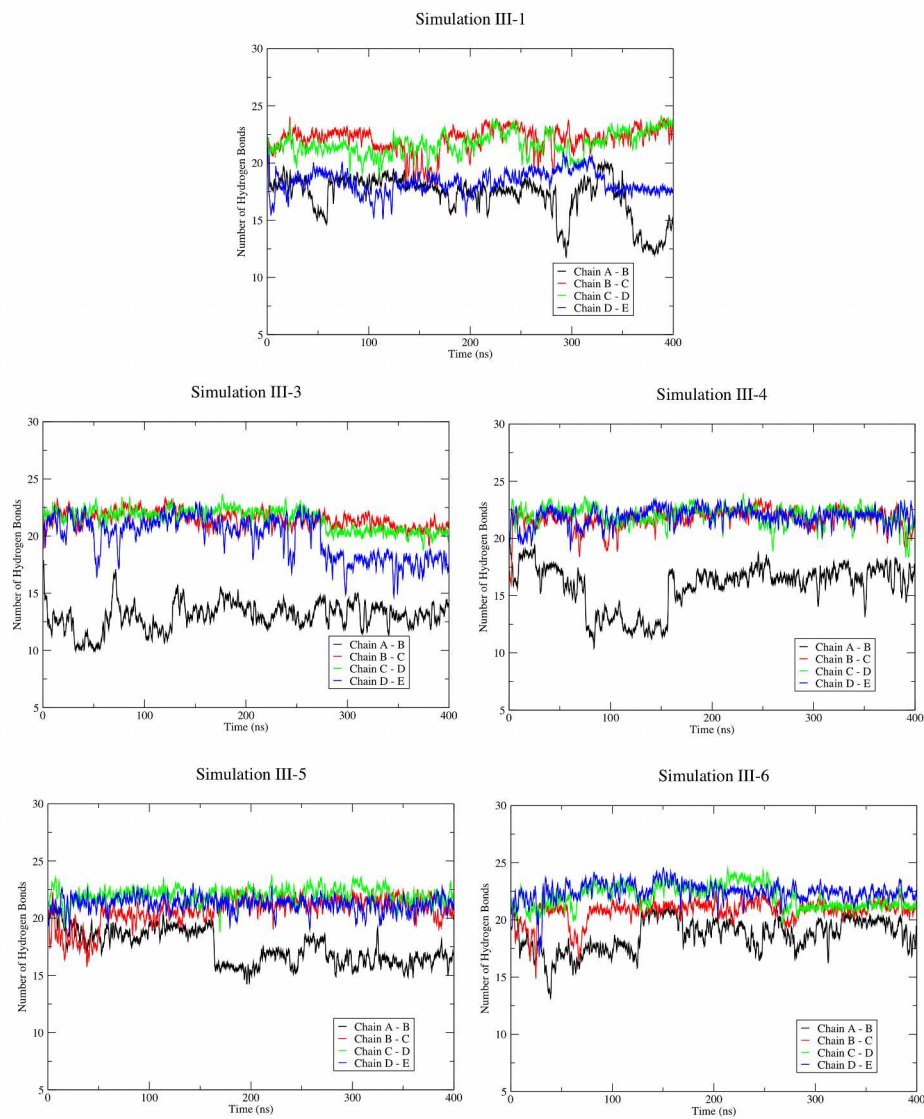 Simulation III-1
30
25
20
15
10
5
Number of Hydrogen Bonds
0 100 200 300 400
Time (ns)
Chain A - B
Chain B - C
Chain C - D
Chain D - E
Simulation III-3
30
25
20
15
10
5
Number of Hydrogen Bonds
0 100 200 300 400
Time (ns)
Chain A - B
Chain B - C
Chain C - D
Chain D - E
Simulation III-4
30
25
20
15
10
5
Number of Hydrogen Bonds
0 100 200 300 400
Time (ns)
Chain A - B
Chain B - C
Chain C - D
Chain D - E
Simulation III-5
30
25
20
15
10
5
Number of Hydrogen Bonds
0 100 200 300 400
Time (ns)
Chain A - B
Chain B - C
Chain C - D
Chain D - E
Simulation III-6
30
25
20
15
10
5
Number of Hydrogen Bonds
0 100 200 300 400
Time (ns)
Chain A - B
Chain B - C
Chain C - D
Chain D - E